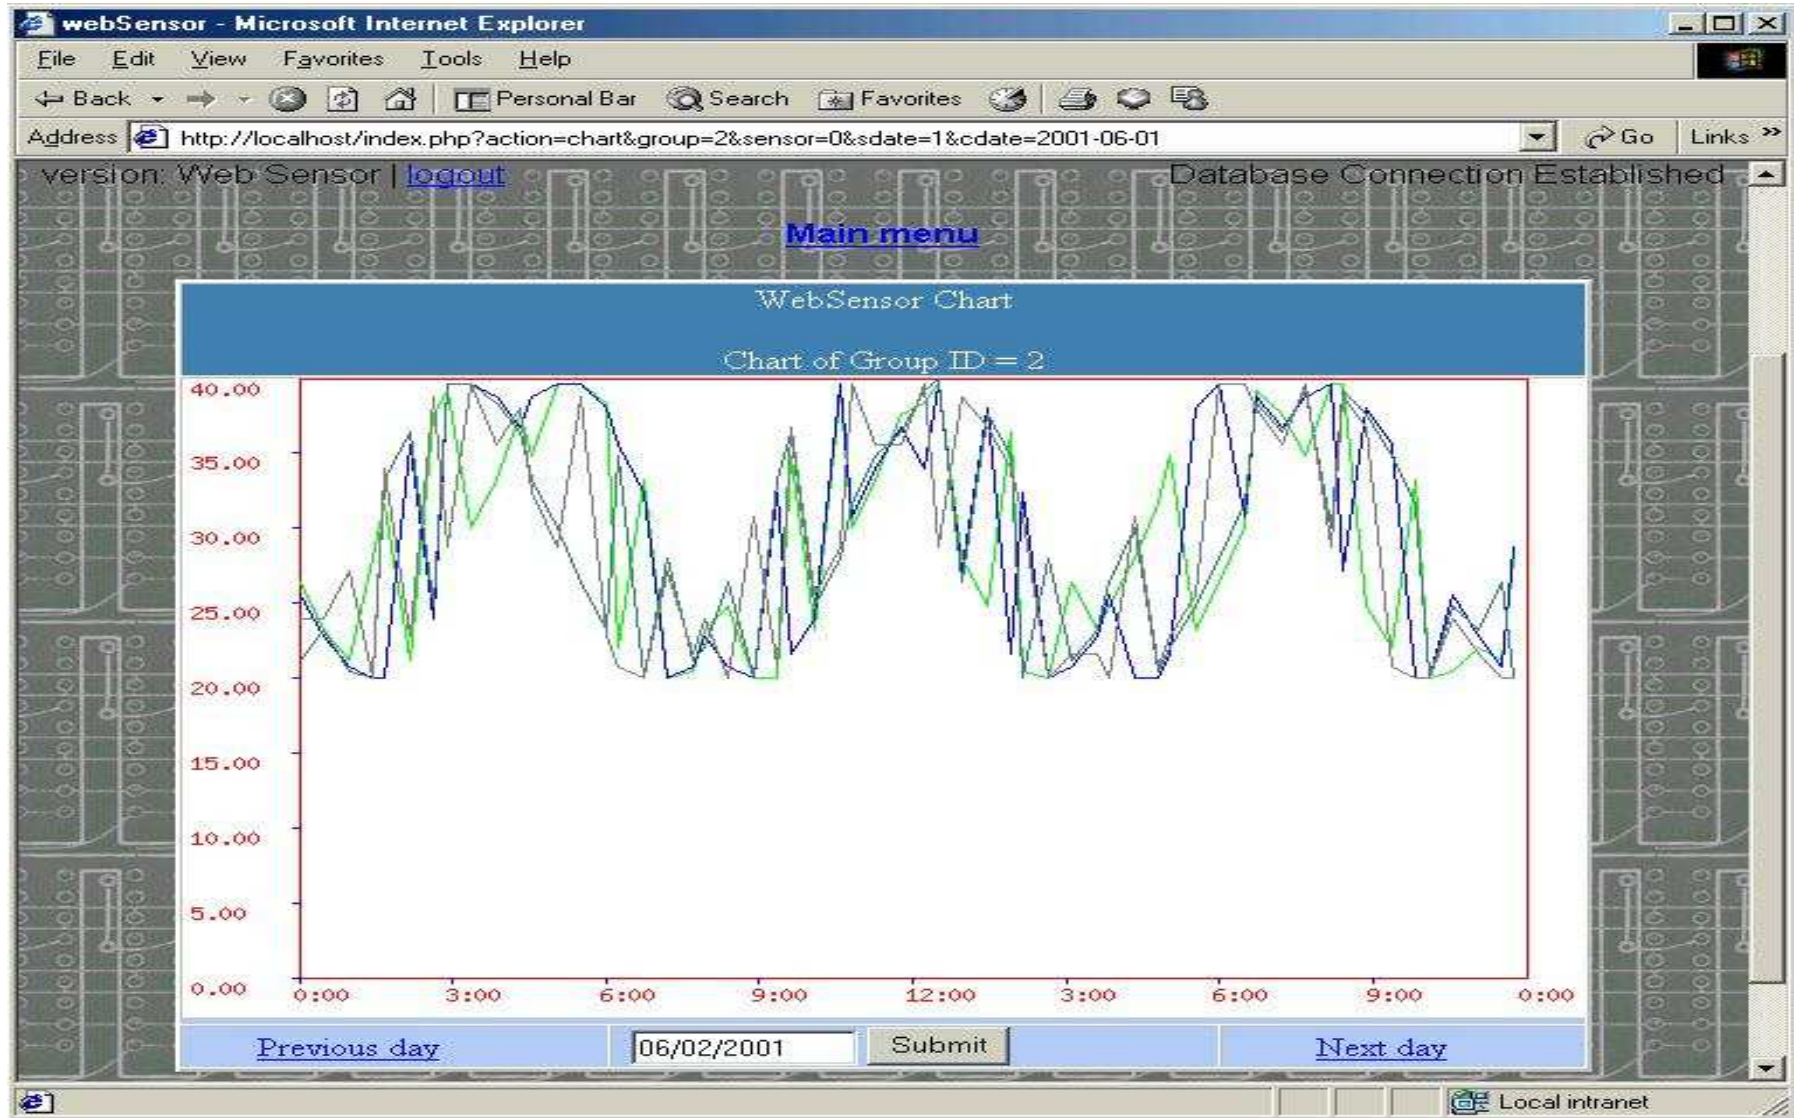 webSensor - Microsoft Internet Explorer
File Edit View Favorites Tools Help
Back Personal Bar Search Favorites
Address http://localhost/index.php?action=chart&group=2&sensor=0&sdate=1&cdate=2001-06-01 Go Links »
version: Web Sensor | logout Database Connection Established
Main menu
WebSensor Chart
Chart of Group ID = 2
40.00
35.00
30.00
25.00
20.00
15.00
10.00
5.00
0.00
0:00 3:00 6:00 9:00 12:00 3:00 6:00 9:00 0:00
Previous day 06/02/2001 Submit Next day
Local intranet